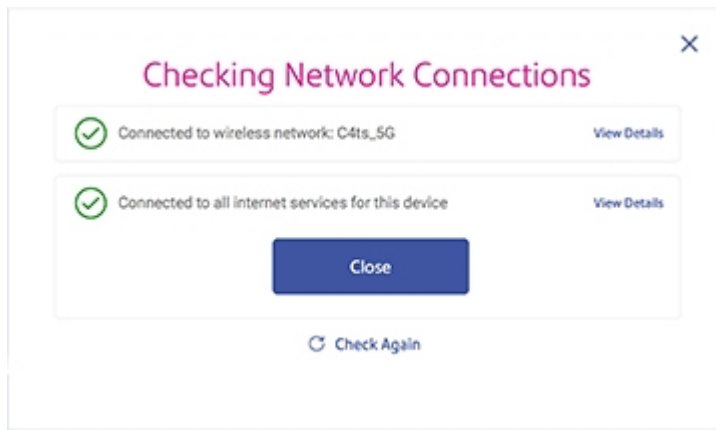 Checking Network Connections
Connected to wireless network: C4ts_5G
View Details
Connected to all internet services for this device
View Details
Close
Check Again